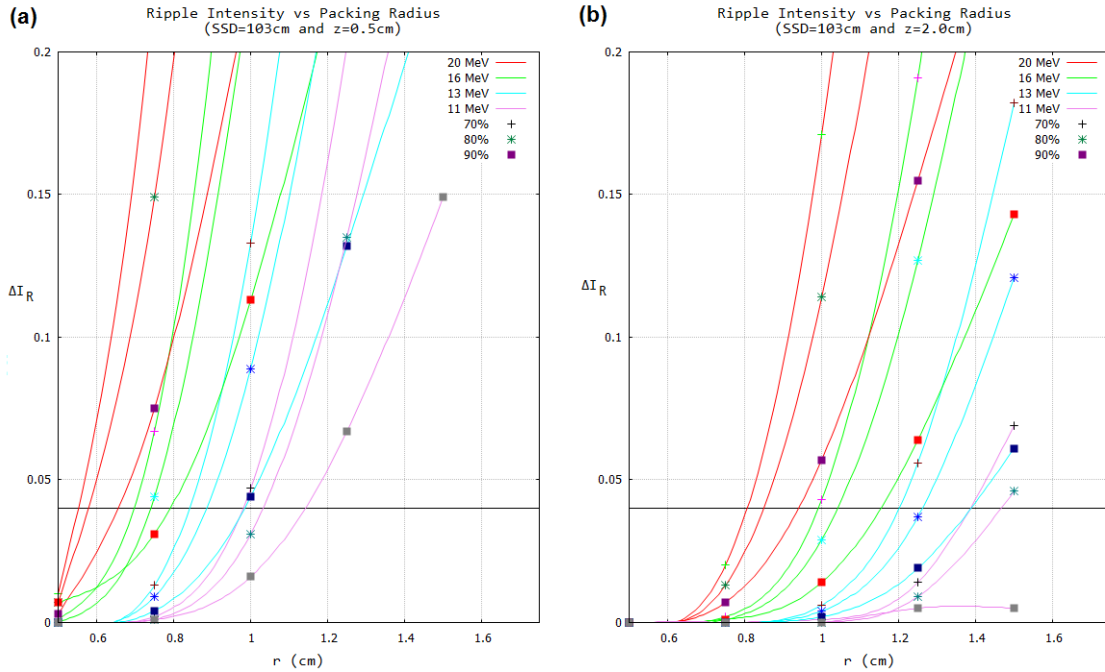 (a)
Ripple Intensity vs Packing Radius
(SSD=103cm and z=0.5cm)
0.2
0.15
0.1
0.05
0
ΔI_R
20 MeV
16 MeV
13 MeV
11 MeV
70%
80%
90%
0.6
0.8
1
1.2
1.4
1.6
r (cm)
(b)
Ripple Intensity vs Packing Radius
(SSD=103cm and z=2.0cm)
0.2
0.15
0.1
0.05
0
ΔI_R
20 MeV
16 MeV
13 MeV
11 MeV
70%
80%
90%
0.6
0.8
1
1.2
1.4
1.6
r (cm)